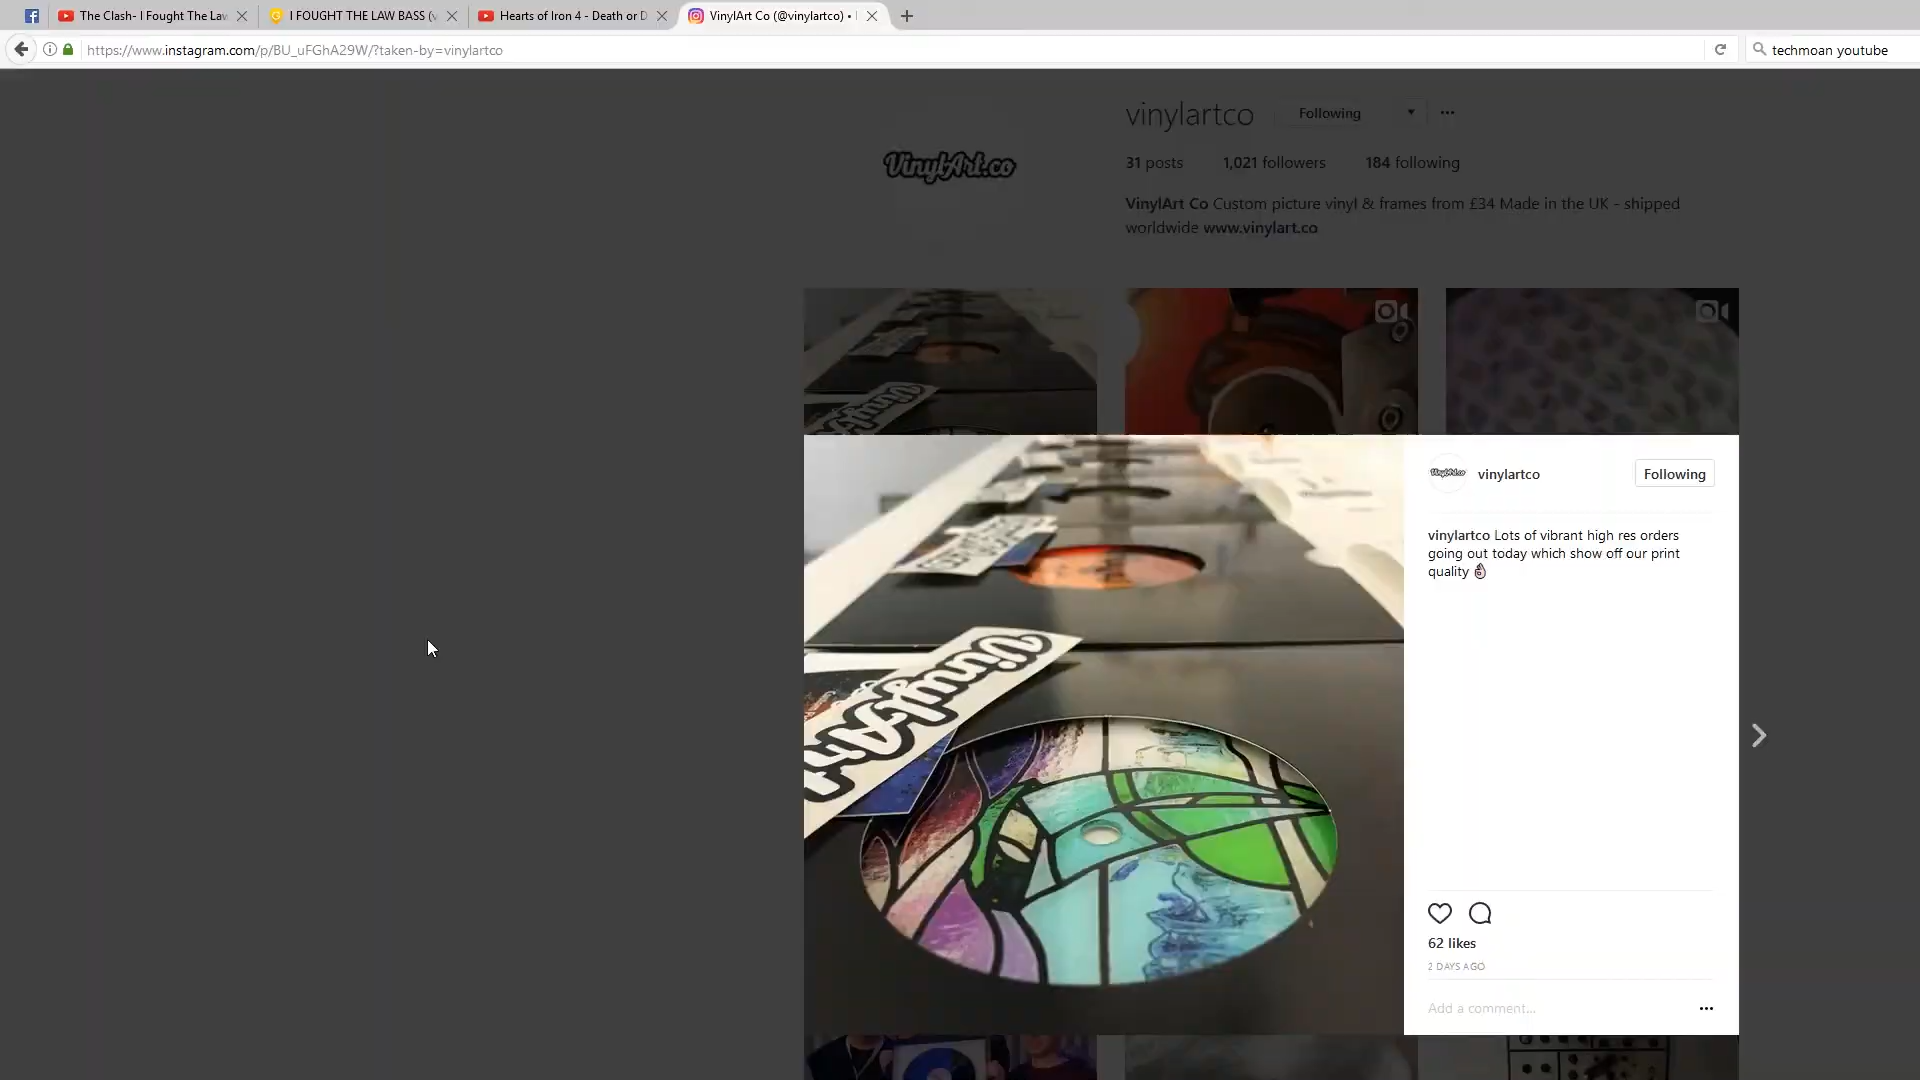 The Clash- I Fought The Law
I FOUGHT THE LAW BASS (v
Hearts of Iron 4 - Death or D
VinylArt Co (@vinylartco) •
https://www.instagram.com/p/BU_uFGhA29W/?taken-by=vinylartco
techmoan youtube
vinylartco
Following
31 posts
1,021 followers
184 following
VinylArt.co
VinylArt Co Custom picture vinyl & frames from £34 Made in the UK - shipped
worldwide www.vinylart.co
vinylartco
Following
vinylartco Lots of vibrant high res orders
going out today which show off our print
quality 👌
VinylArt
62 likes
2 DAYS AGO
Add a comment...